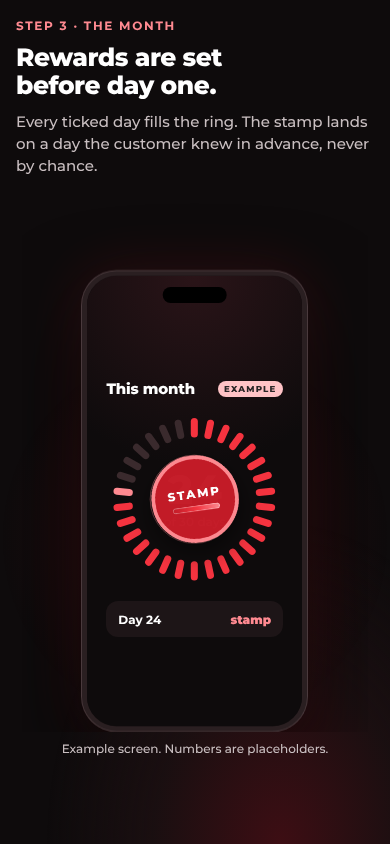 STEP 3 · THE MONTH
Rewards are set
before day one.
Every ticked day fills the ring. The stamp lands
on a day the customer knew in advance, never
by chance.
This month
EXAMPLE
STAMP
Day 24
stamp
Example screen. Numbers are placeholders.